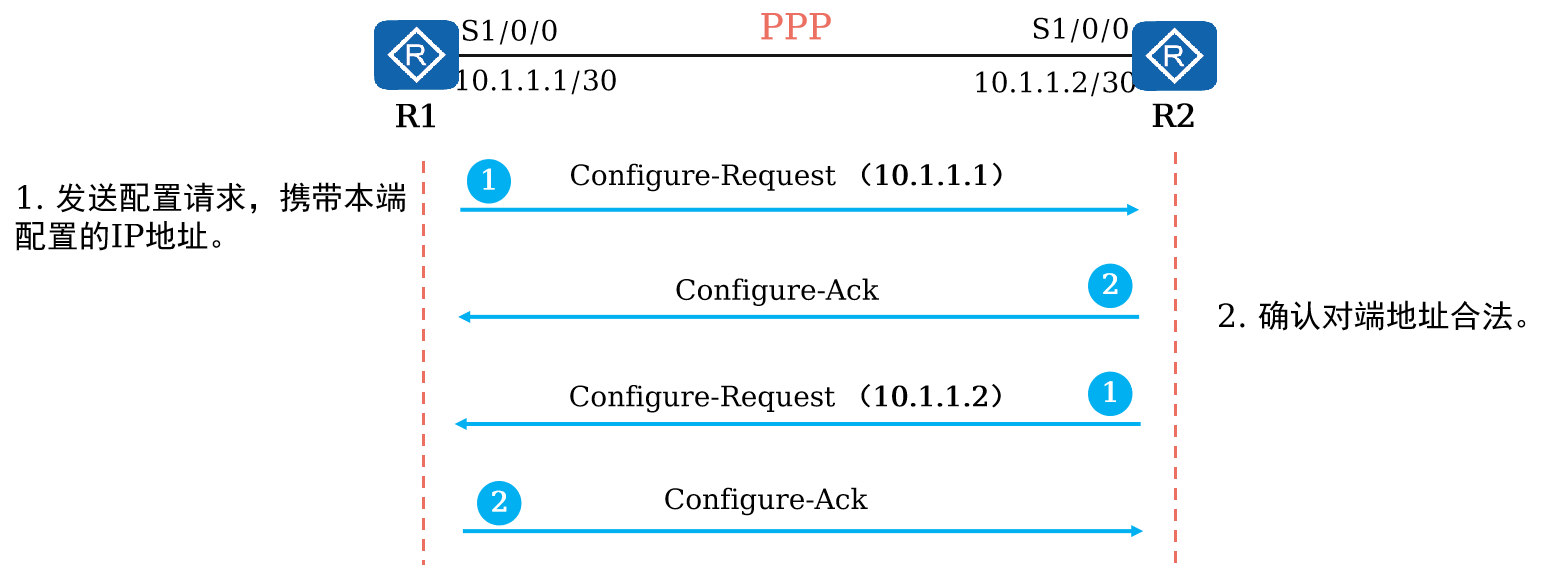 PPP
S1/0/0
S1/0/0
R
R
10.1.1.1/30
10.1.1.2/30
R1
R2
1
Configure-Request （10.1.1.1）
1. 发送配置请求，携带本端
配置的IP地址。
Configure-Ack
2
2. 确认对端地址合法。
Configure-Request （10.1.1.2）
1
2
Configure-Ack